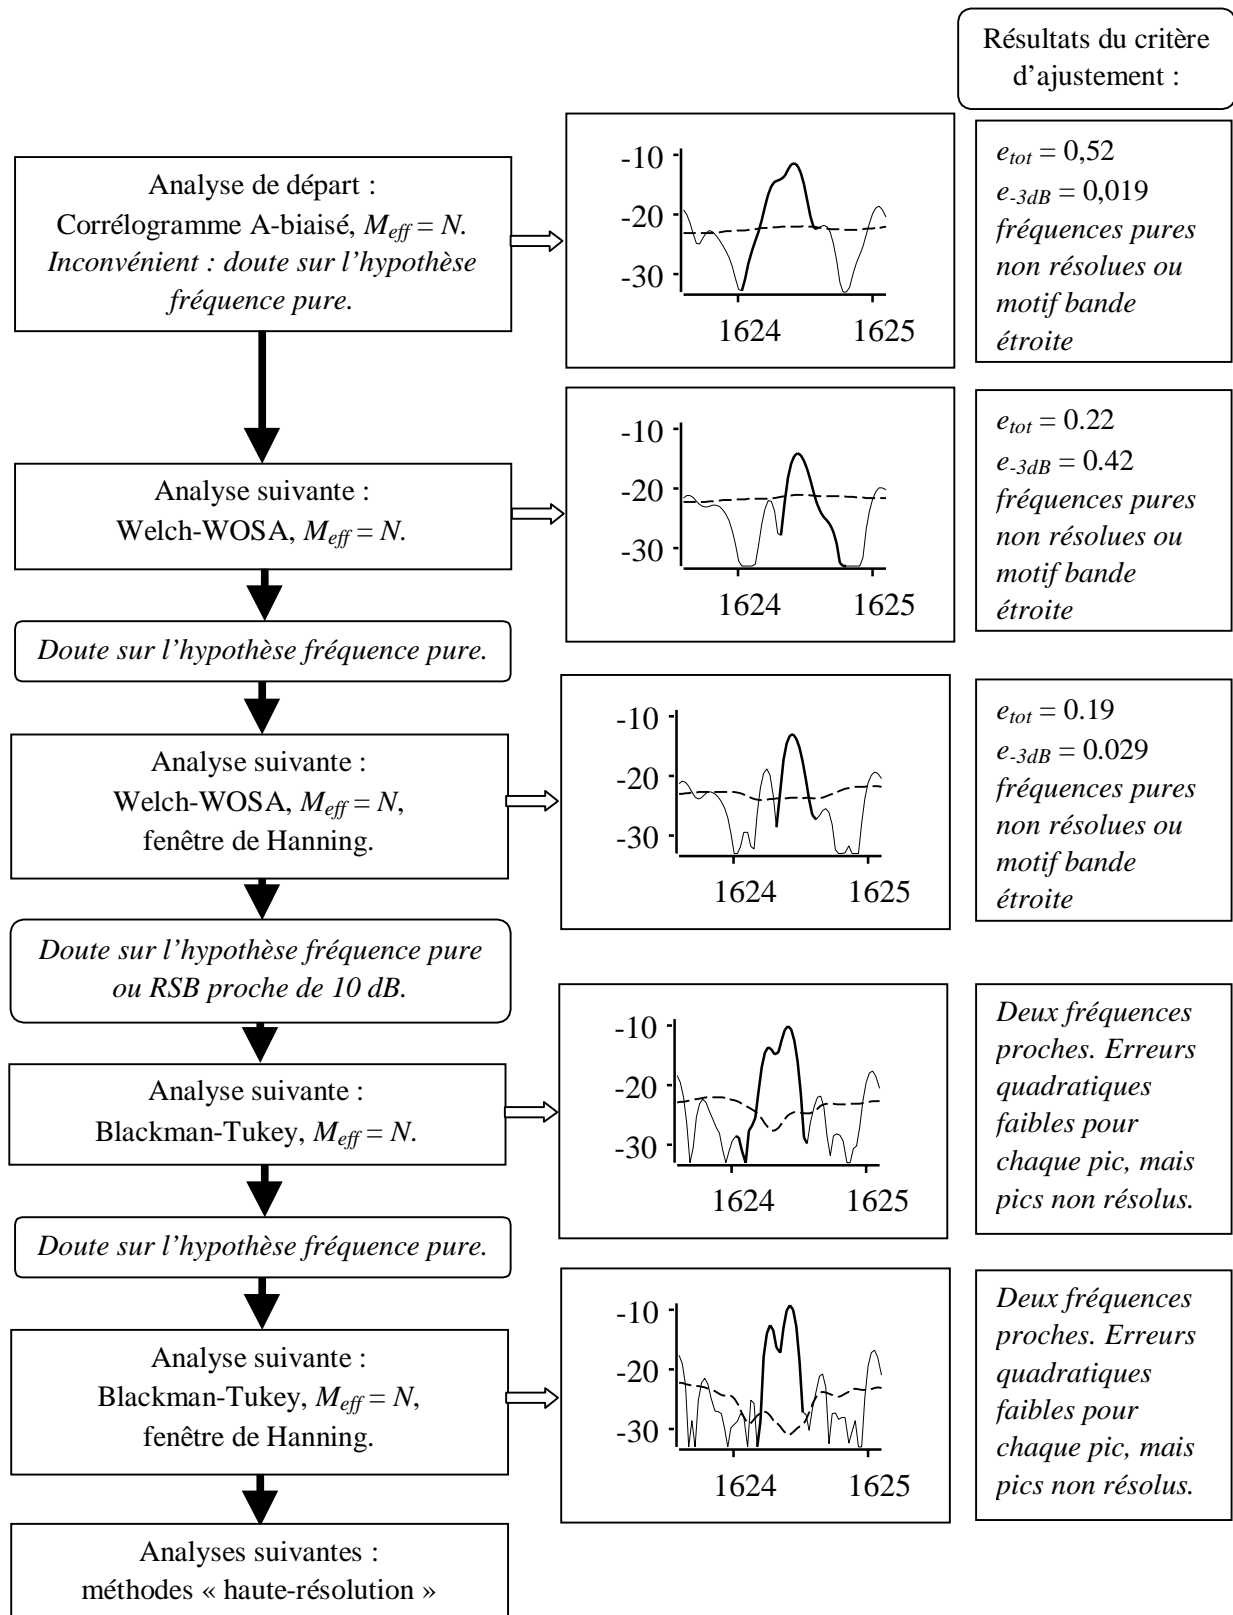 Résultats du critère
d’ajustement :
Analyse de départ :
Corrélogramme A-biaisé, Meff = N.
Inconvénient : doute sur l’hypothèse
fréquence pure.
-10
-20
-30
1624
1625
etot = 0,52
e-3dB = 0,019
fréquences pures
non résolues ou
motif bande
étroite
Analyse suivante :
Welch-WOSA, Meff = N.
-10
-20
-30
1624
1625
etot = 0.22
e-3dB = 0.42
fréquences pures
non résolues ou
motif bande
étroite
Doute sur l’hypothèse fréquence pure.
Analyse suivante :
Welch-WOSA, Meff = N,
fenêtre de Hanning.
-10
-20
-30
1624
1625
etot = 0.19
e-3dB = 0.029
fréquences pures
non résolues ou
motif bande
étroite
Doute sur l’hypothèse fréquence pure
ou RSB proche de 10 dB.
Analyse suivante :
Blackman-Tukey, Meff = N.
-10
-20
-30
1624
1625
Deux fréquences
proches. Erreurs
quadratiques
faibles pour
chaque pic, mais
pics non résolus.
Doute sur l’hypothèse fréquence pure.
Analyse suivante :
Blackman-Tukey, Meff = N,
fenêtre de Hanning.
-10
-20
-30
1624
1625
Deux fréquences
proches. Erreurs
quadratiques
faibles pour
chaque pic, mais
pics non résolus.
Analyses suivantes :
méthodes « haute-résolution »